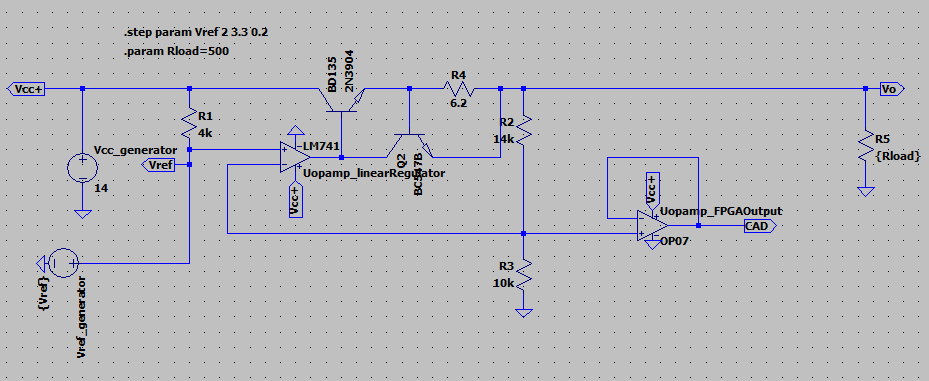 .step param Vref 2 3.3 0.2
.param Rload=500
BD135
2N3904
R4
6.2
Vcc+
Vo
R1
4k
R2
14k
R5
{Rload}
Vcc_generator
14
Vref
LM741
Uopamp_linearRegulator
Q2
BC547B
Vcc+
Vcc+
Uopamp_FPGAOutput
CAD
OP07
R3
10k
{Vref}
Vref_generator